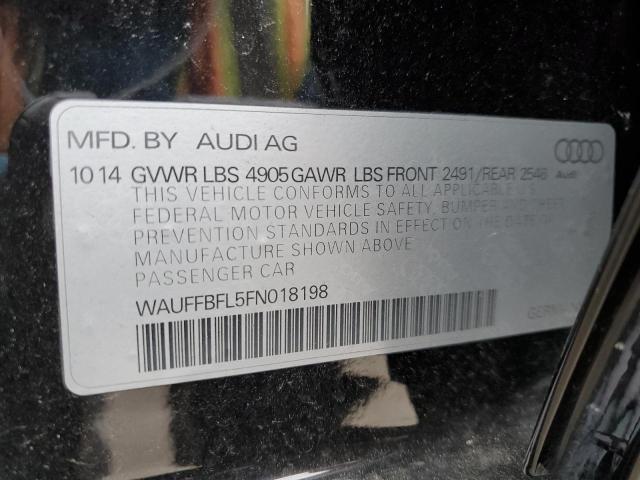 MFD. BY AUDI AG
10 14 GVWR LBS 4905 GAWR LBS FRONT 2491/REAR 2546
Audi
THIS VEHICLE CONFORMS TO ALL APPLICABLE U.S.
FEDERAL MOTOR VEHICLE SAFETY, BUMPER AND THEFT
PREVENTION STANDARDS IN EFFECT ON THE DATE OF
MANUFACTURE SHOWN ABOVE
PASSENGER CAR
WAUFFBFL5FN018198